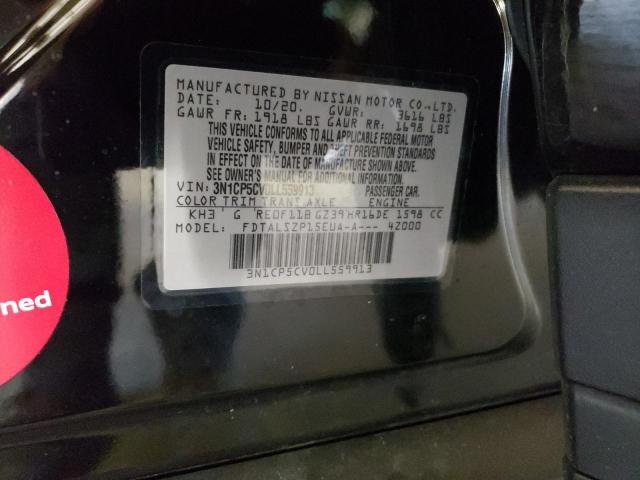 MANUFACTURED BY NISSAN MOTOR CO.,LTD.
DATE: 10/20. GVWR: 3616 LBS
GAWR FR: 1918 LBS GAWR RR: 1698 LBS
THIS VEHICLE CONFORMS TO ALL APPLICABLE FEDERAL MOTOR
VEHICLE SAFETY, BUMPER AND THEFT PREVENTION STANDARDS
IN EFFECT ON THE DATE OF MANUFACTURE SHOWN ABOVE.
SEE OWNER'S MANUAL FOR ADDITIONAL INFORMATION.
VIN: 3N1CP5CV0LL559913 PASSENGER CAR.
COLOR TRIM TRANS. AXLE ENGINE
KH3 G RE0F11B GZ39 HR16DE 1598 CC
MODEL: FDTALSZP15EUA-A--- 4Z000
3N1CP5CV0LL559913
ned